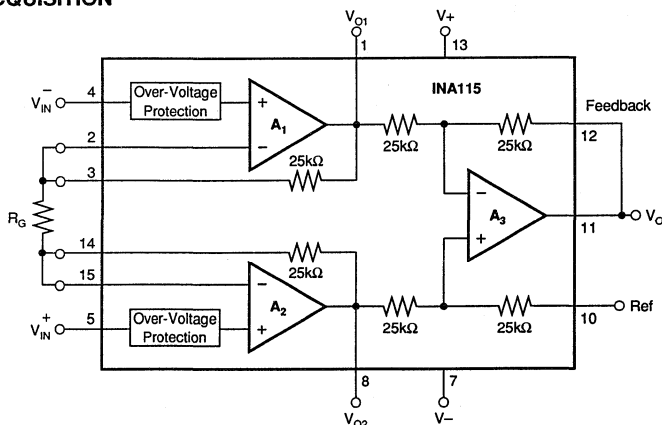 CQUISITION
V_O1
V+
1
13
INA115
4
Over-Voltage
Protection
V_IN^-
+
A_1
−
2
3
25kΩ
25kΩ
25kΩ
Feedback
12
R_G
−
A_3
+
11
V_O
14
25kΩ
15
−
A_2
+
5
Over-Voltage
Protection
V_IN^+
25kΩ
25kΩ
10
Ref
8
7
V_O2
V−